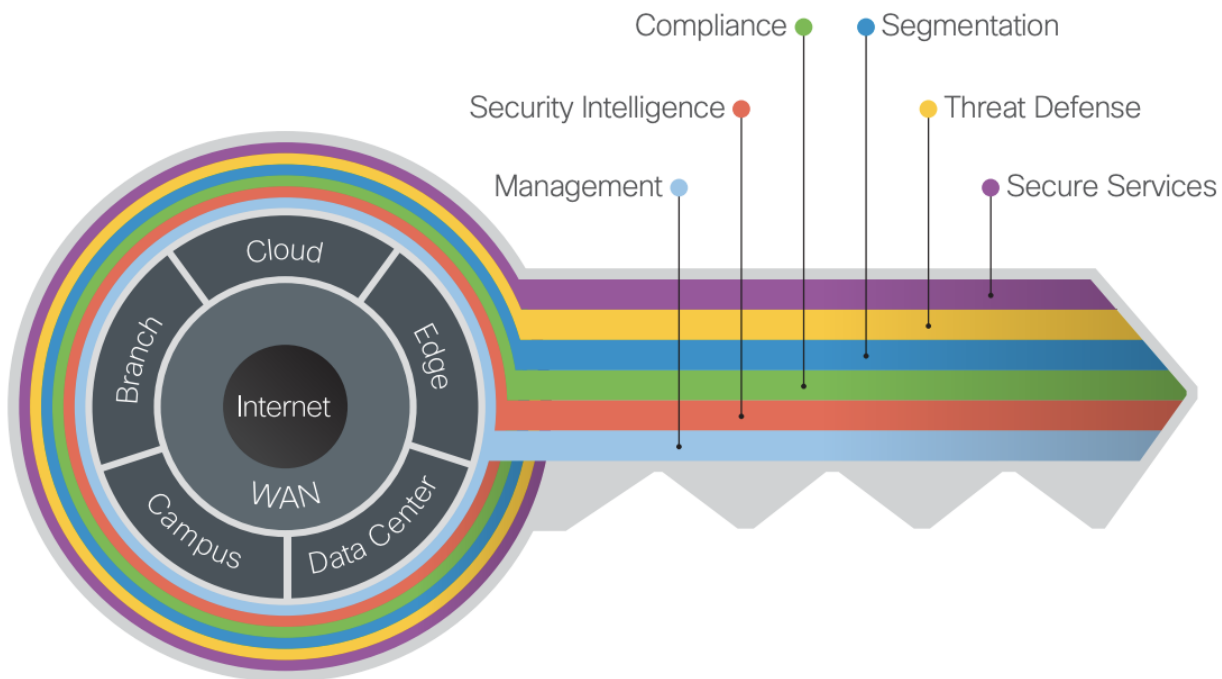 Compliance
Segmentation
Security Intelligence
Threat Defense
Management
Secure Services
Cloud
Branch
Edge
Internet
WAN
Campus
Data Center